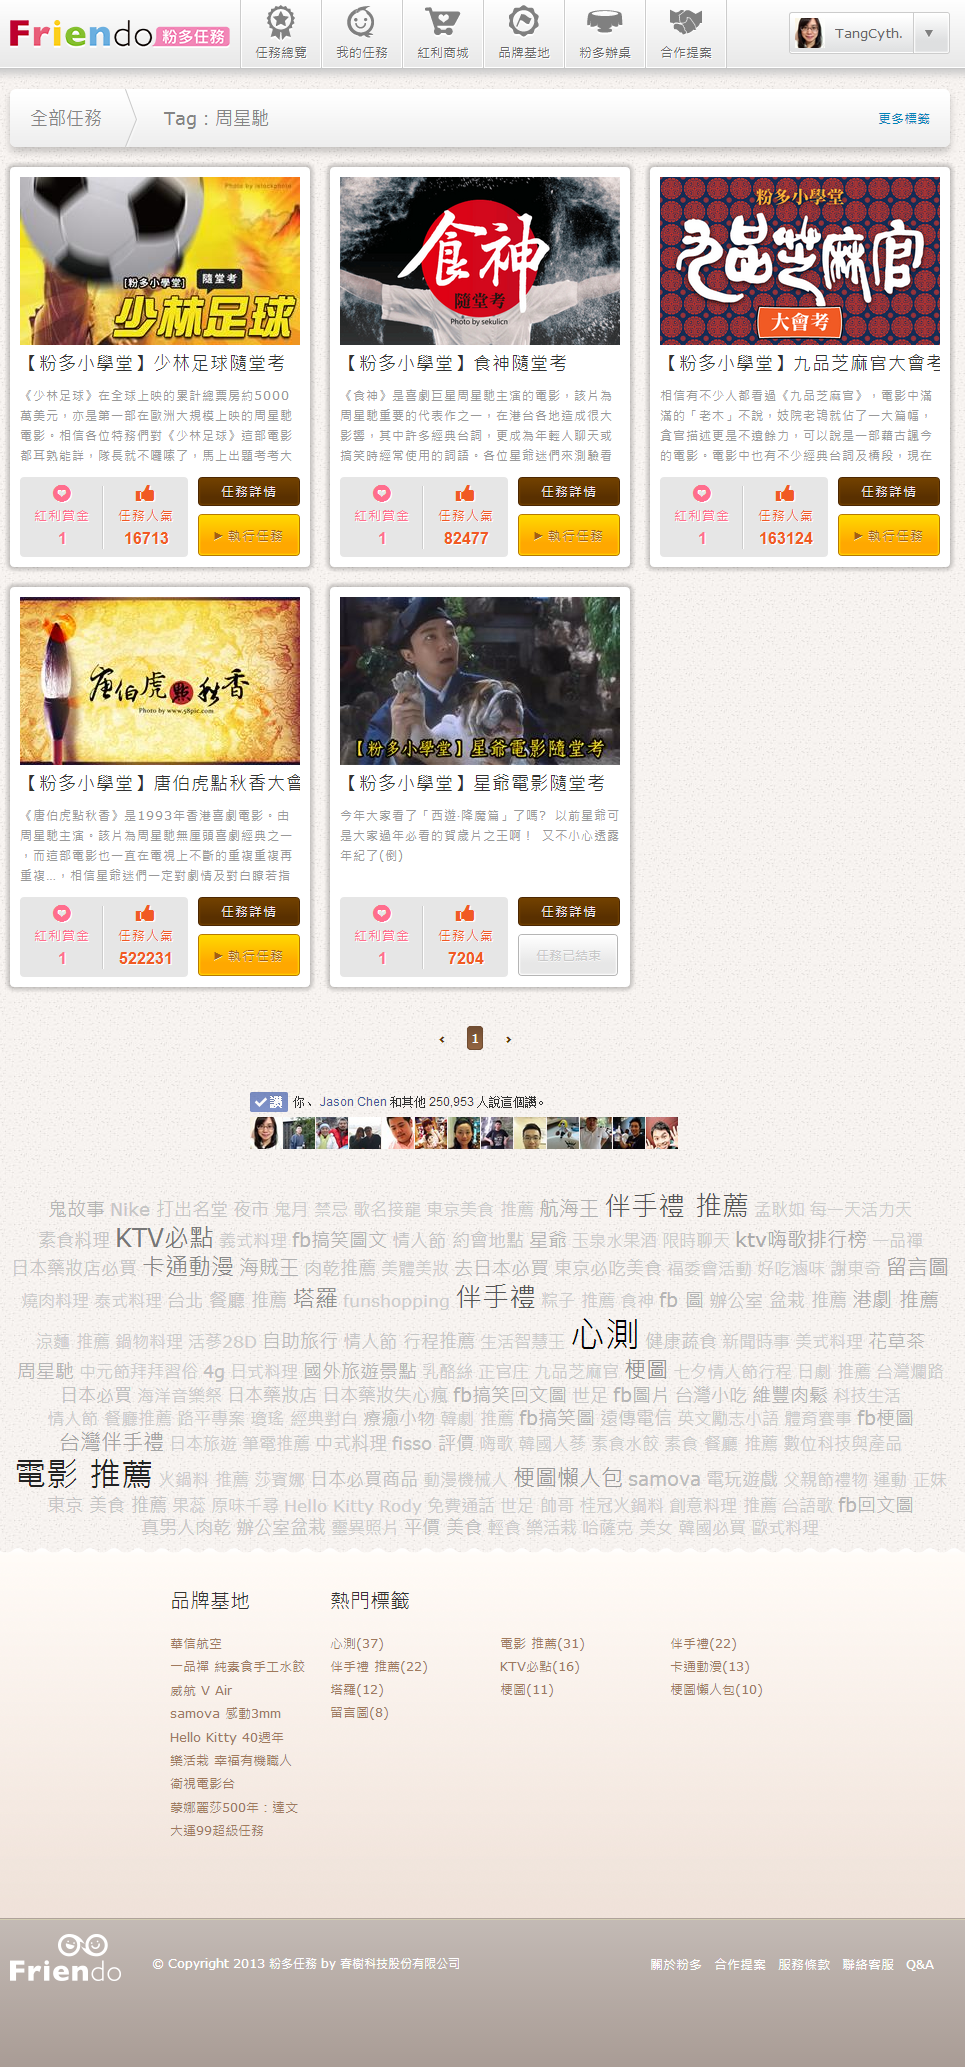 Friendo 粉多任務
任務總覽 我的任務 紅利商城 品牌基地 粉多辦桌 合作提案
TangCyth.
全部任務 Tag : 周星馳 更多標籤
Photo by istockphoto
[粉多小學堂] 隨堂考
少林足球
【粉多小學堂】少林足球隨堂考
《少林足球》在全球上映的累計總票房約5000
萬美元，亦是第一部在歐洲大規模上映的周星馳
電影。相信各位特務們對《少林足球》這部電影
都耳熟能詳，隊長就不囉嗦了，馬上出題考考大
紅利賞金 任務人氣
1 16713
任務詳情
執行任務
食神
隨堂考
Photo by sekulicn
【粉多小學堂】食神隨堂考
《食神》是喜劇巨星周星馳主演的電影，該片為
周星馳重要的代表作之一，在港台各地造成很大
影響，其中許多經典台詞，更成為年輕人聊天或
搞笑時經常使用的詞語。各位星爺迷們來測驗看
紅利賞金 任務人氣
1 82477
任務詳情
執行任務
粉多小學堂
九品芝麻官
大會考
【粉多小學堂】九品芝麻官大會考
相信有不少人都看過《九品芝麻官》，電影中滿
滿的「老木」不說，妓院老鴇就佔了一大篇幅，
貪官描述更是不遺餘力，可以說是一部藉古諷今
的電影。電影中也有不少經典台詞及橋段，現在
紅利賞金 任務人氣
1 163124
任務詳情
執行任務
唐伯虎點秋香
Photo by www.58pic.com
【粉多小學堂】唐伯虎點秋香大會
《唐伯虎點秋香》是1993年香港喜劇電影。由
周星馳主演。該片為周星馳無厘頭喜劇經典之一
，而這部電影也一直在電視上不斷的重複重複再
重複...，相信星爺迷們一定對劇情及對白瞭若指
紅利賞金 任務人氣
1 522231
任務詳情
執行任務
【粉多小學堂】星爺電影隨堂考
【粉多小學堂】星爺電影隨堂考
今年大家看了「西遊‧降魔篇」了嗎? 以前星爺可
是大家過年必看的賀歲片之王啊！ 又不小心透露
年紀了(倒)
紅利賞金 任務人氣
1 7204
任務詳情
任務已結束
‹ 1 ›
讚 你、Jason Chen 和其他 250,953 人說這個讚。
鬼故事 Nike 打出名堂 夜市 鬼月 禁忌 歌名接龍 東京美食 推薦 航海王 伴手禮 推薦 孟耿如 每一天活力天
素食料理 KTV必點 義式料理 fb搞笑圖文 情人節 約會地點 星爺 玉泉水果酒 限時聊天 ktv嗨歌排行榜 一品禪
日本藥妝店必買 卡通動漫 海賊王 肉乾推薦 美體美妝 去日本必買 東京必吃美食 福委會活動 好吃滷味 謝東奇 留言圖
燒肉料理 泰式料理 台北 餐廳 推薦 塔羅 funshopping 伴手禮 粽子 推薦 食神 fb 圖 辦公室 盆栽 推薦 港劇 推薦
涼麵 推薦 鍋物料理 活蔘28D 自助旅行 情人節 行程推薦 生活智慧王 心測 健康蔬食 新聞時事 美式料理 花草茶
周星馳 中元節拜拜習俗 4g 日式料理 國外旅遊景點 乳酪絲 正官庄 九品芝麻官 梗圖 七夕情人節行程 日劇 推薦 台灣爛路
日本必買 海洋音樂祭 日本藥妝店 日本藥妝失心瘋 fb搞笑回文圖 世足 fb圖片 台灣小吃 維豐肉鬆 科技生活
情人節 餐廳推薦 路平專案 瓊瑤 經典對白 療癒小物 韓劇 推薦 fb搞笑圖 遠傳電信 英文勵志小語 體育賽事 fb梗圖
台灣伴手禮 日本旅遊 筆電推薦 中式料理 fisso 評價 嗨歌 韓國人蔘 素食水餃 素食 餐廳 推薦 數位科技與產品
電影 推薦 火鍋料 推薦 莎賓娜 日本必買商品 動漫機械人 梗圖懶人包 samova 電玩遊戲 父親節禮物 運動 正妹
東京 美食 推薦 果蕊 原味千尋 Hello Kitty Rody 免費通話 世足 帥哥 桂冠火鍋料 創意料理 推薦 台語歌 fb回文圖
真男人肉乾 辦公室盆栽 靈異照片 平價 美食 輕食 樂活栽 哈薩克 美女 韓國必買 歐式料理
品牌基地
華信航空
一品禪 純素食手工水餃
威航 V Air
samova 感動3mm
Hello Kitty 40週年
樂活栽 幸福有機職人
衛視電影台
蒙娜麗莎500年：達文
大運99超級任務
熱門標籤
心測(37) 電影 推薦(31) 伴手禮(22)
伴手禮 推薦(22) KTV必點(16) 卡通動漫(13)
塔羅(12) 梗圖(11) 梗圖懶人包(10)
留言圖(8)
Friendo © Copyright 2013 粉多任務 by 春樹科技股份有限公司
關於粉多 合作提案 服務條款 聯絡客服 Q&A